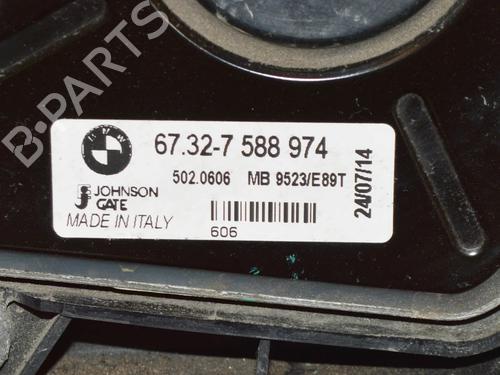 B-PARTS
BMW
67.32-7 588 974
502.0606 MB 9523/E89T
24/07/14
JOHNSON
GATE
MADE IN ITALY
606